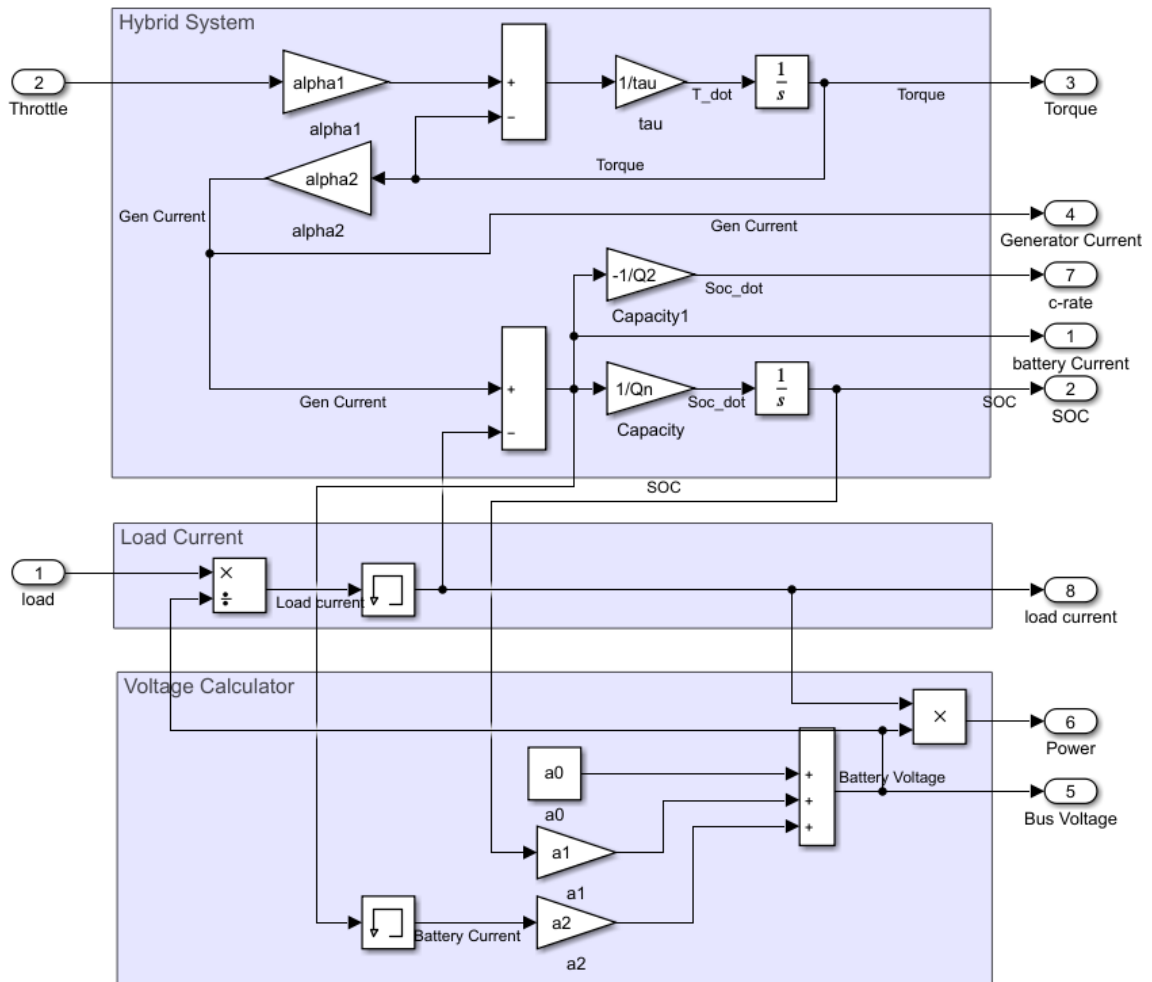 Hybrid System
2
Throttle
alpha1
alpha1
+
−
1/tau
tau
T_dot
1
s
Torque
3
Torque
alpha2
alpha2
Torque
Gen Current
Gen Current
4
Generator Current
-1/Q2
Capacity1
Soc_dot
7
c-rate
1
battery Current
Gen Current
+
−
1/Qn
Capacity
Soc_dot
1
s
SOC
2
SOC
SOC
Load Current
1
load
×
÷
Load current
8
load current
Voltage Calculator
×
6
Power
a0
a0
+
+
+
Battery Voltage
5
Bus Voltage
a1
a1
Battery Current
a2
a2